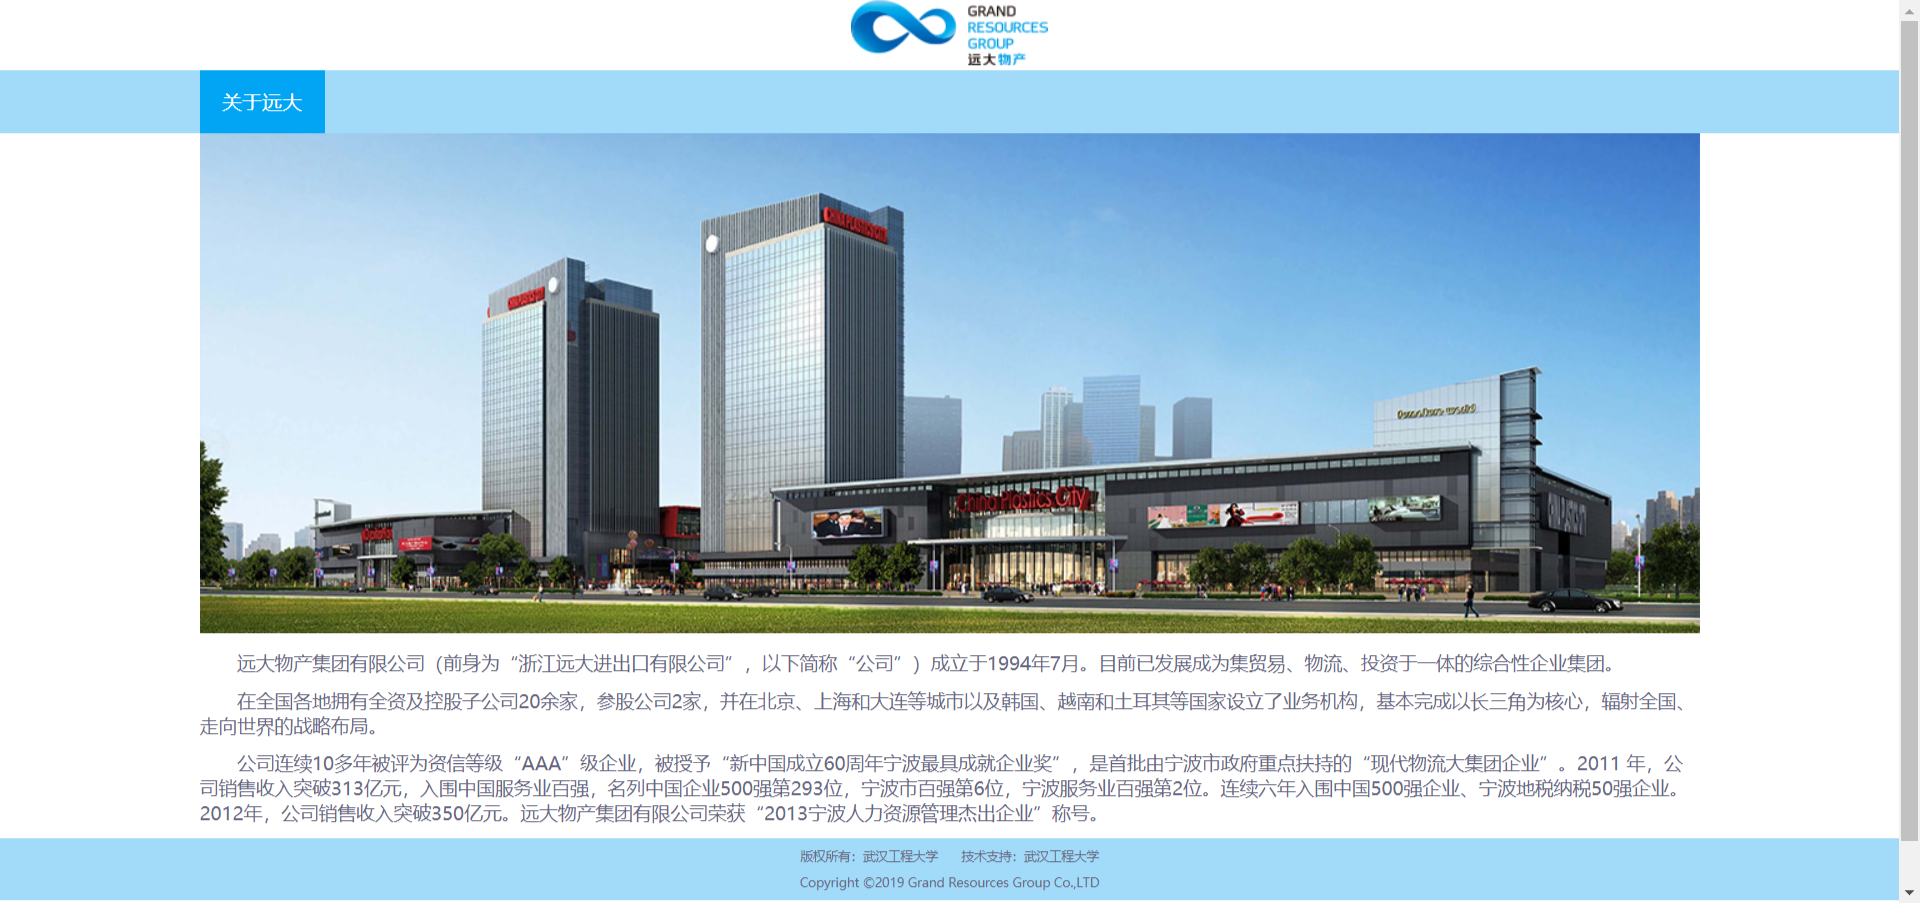 GRAND
RESOURCES
GROUP
远大物产
关于远大
CHINA PLASTICS CITY
CHINA PLASTICS CITY
China Plastics City
CHINA PLASTICS CITY
远大物产集团有限公司（前身为“浙江远大进出口有限公司”，以下简称“公司”）成立于1994年7月。目前已发展成为集贸易、物流、投资于一体的综合性企业集团。
在全国各地拥有全资及控股子公司20余家，参股公司2家，并在北京、上海和大连等城市以及韩国、越南和土耳其等国家设立了业务机构，基本完成以长三角为核心，辐射全国、
走向世界的战略布局。
公司连续10多年被评为资信等级“AAA”级企业，被授予“新中国成立60周年宁波最具成就企业奖”，是首批由宁波市政府重点扶持的“现代物流大集团企业”。2011 年，公
司销售收入突破313亿元，入围中国服务业百强，名列中国企业500强第293位，宁波市百强第6位，宁波服务业百强第2位。连续六年入围中国500强企业、宁波地税纳税50强企业。
2012年，公司销售收入突破350亿元。远大物产集团有限公司荣获“2013宁波人力资源管理杰出企业”称号。
版权所有：武汉工程大学 技术支持：武汉工程大学
Copyright ©2019 Grand Resources Group Co.,LTD